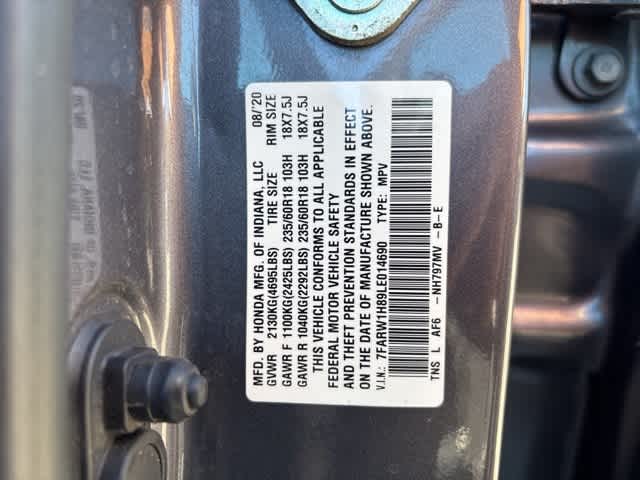 MFD. BY HONDA MFG. OF INDIANA, LLC 08/'20
GVWR 2130KG(4695LBS) TIRE SIZE RIM SIZE
GAWR F 1100KG(2425LBS) 235/60R18 103H 18X7.5J
GAWR R 1040KG(2292LBS) 235/60R18 103H 18X7.5J
THIS VEHICLE CONFORMS TO ALL APPLICABLE
FEDERAL MOTOR VEHICLE SAFETY
AND THEFT PREVENTION STANDARDS IN EFFECT
ON THE DATE OF MANUFACTURE SHOWN ABOVE.
V.I.N.: 7FARW1H89LE014690 TYPE: MPV
TNS L AF6 -NH797MV -B-E